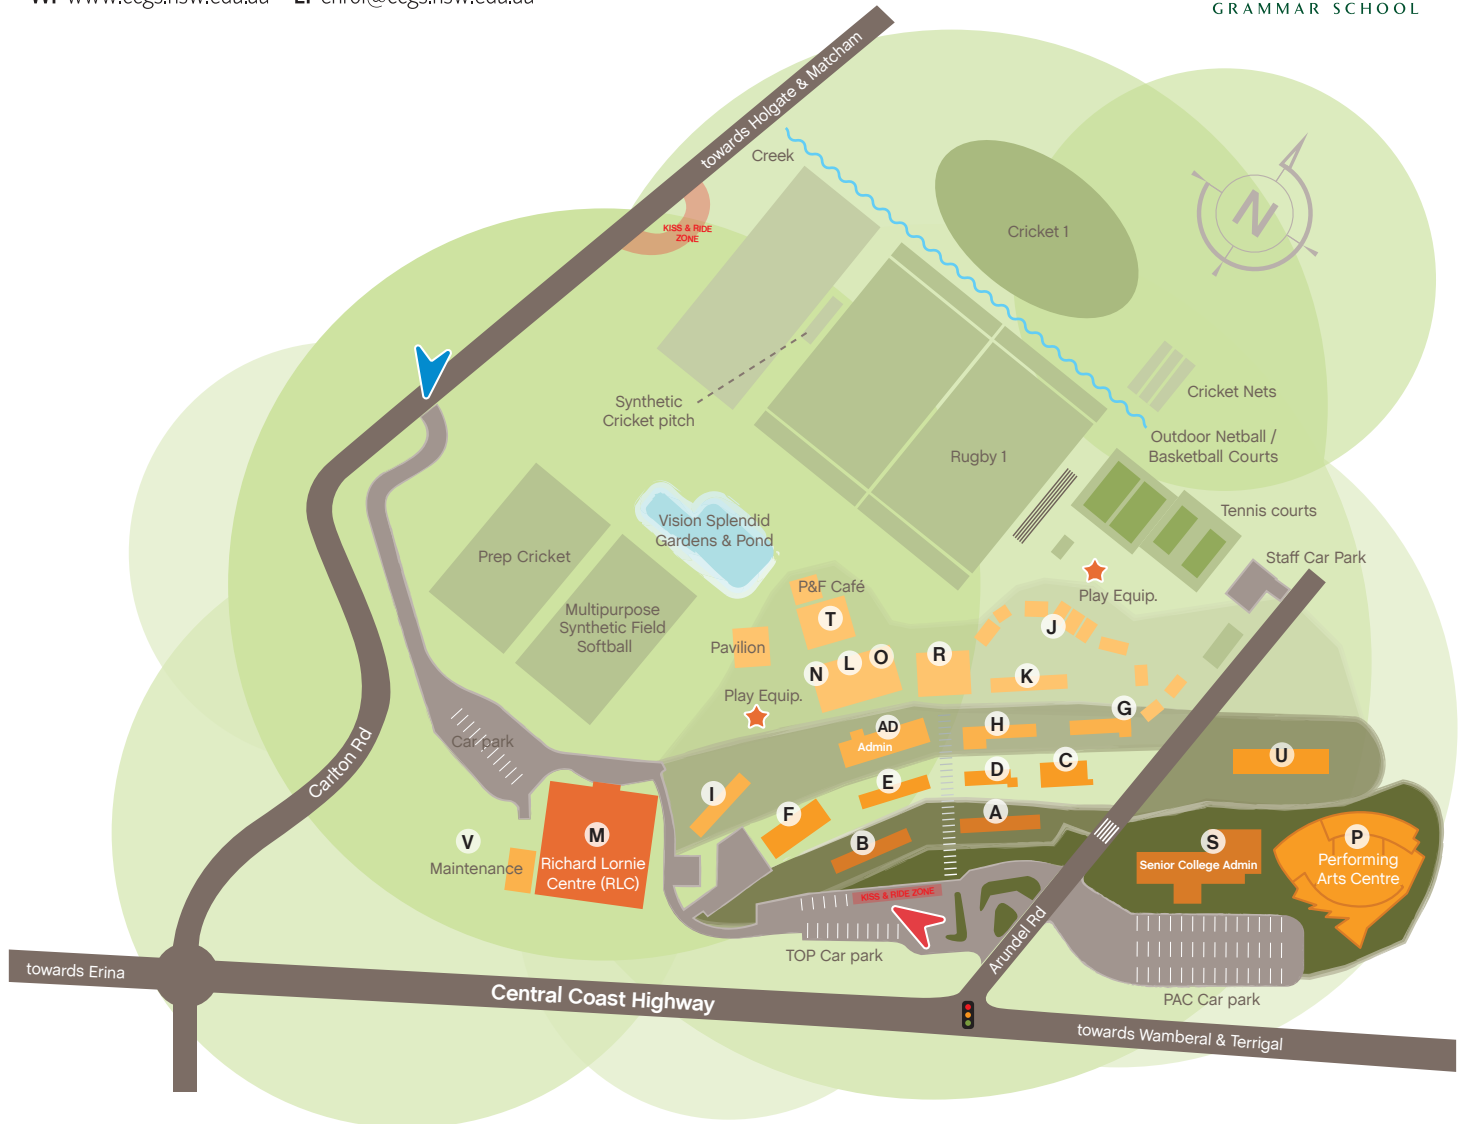 GRAMMAR SCHOOL
towards Holgate & Matcham
Creek
KISS & RIDE
ZONE
Cricket 1
N
Synthetic
Cricket pitch
Cricket Nets
Rugby 1
Outdoor Netball /
Basketball Courts
Tennis courts
Staff Car Park
Vision Splendid
Gardens & Pond
Prep Cricket
Multipurpose
Synthetic Field
Softball
P&F Café
T
Play Equip.
J
Pavilion
N
L
O
R
K
Play Equip.
G
AD
Admin
H
U
Car park
Carlton Rd
I
E
D
C
F
B
A
V
Maintenance
M
Richard Lornie
Centre (RLC)
S
Senior College Admin
P
Performing
Arts Centre
KISS & RIDE ZONE
TOP Car park
Arundel Rd
PAC Car park
towards Erina
Central Coast Highway
towards Wamberal & Terrigal